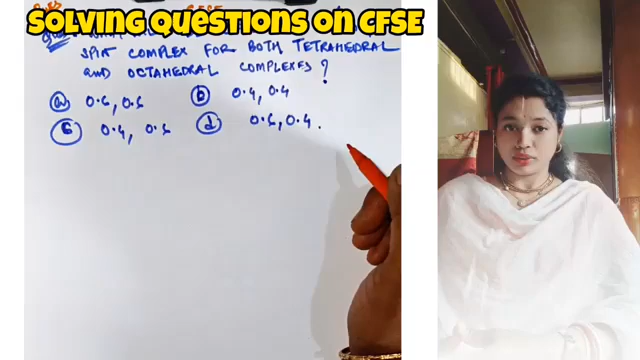 SOLVING QUESTIONS ON CFSE
SPIN COMPLEX FOR BOTH TETRAHEDRAL
and OCTAHEDRAL COMPLEXES ?
(a) 0.6, 0.6 (b) 0.4, 0.4
(c) 0.4, 0.6 (d) 0.6, 0.4.